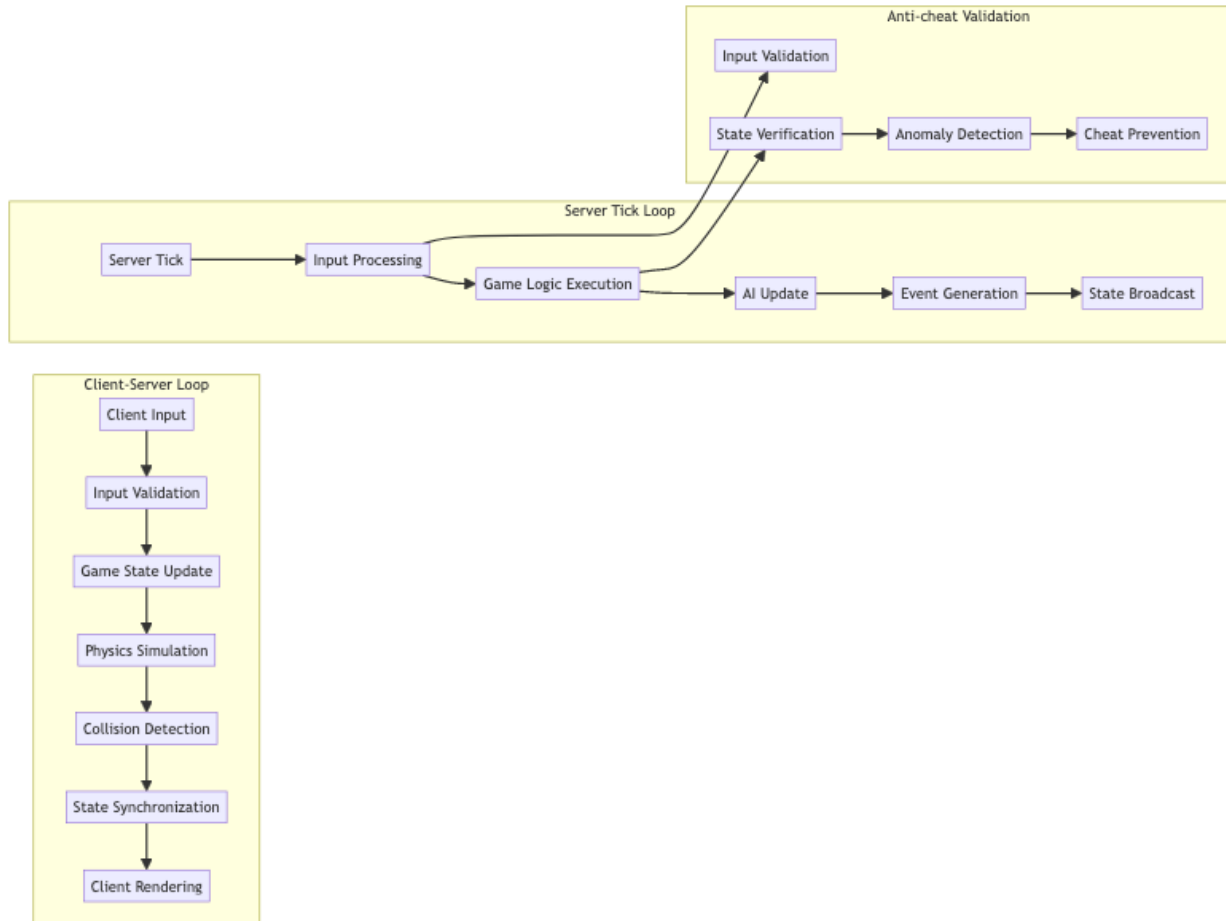 Anti-cheat Validation
Input Validation
State Verification
Anomaly Detection
Cheat Prevention
Server Tick Loop
Server Tick
Input Processing
Game Logic Execution
AI Update
Event Generation
State Broadcast
Client-Server Loop
Client Input
Input Validation
Game State Update
Physics Simulation
Collision Detection
State Synchronization
Client Rendering